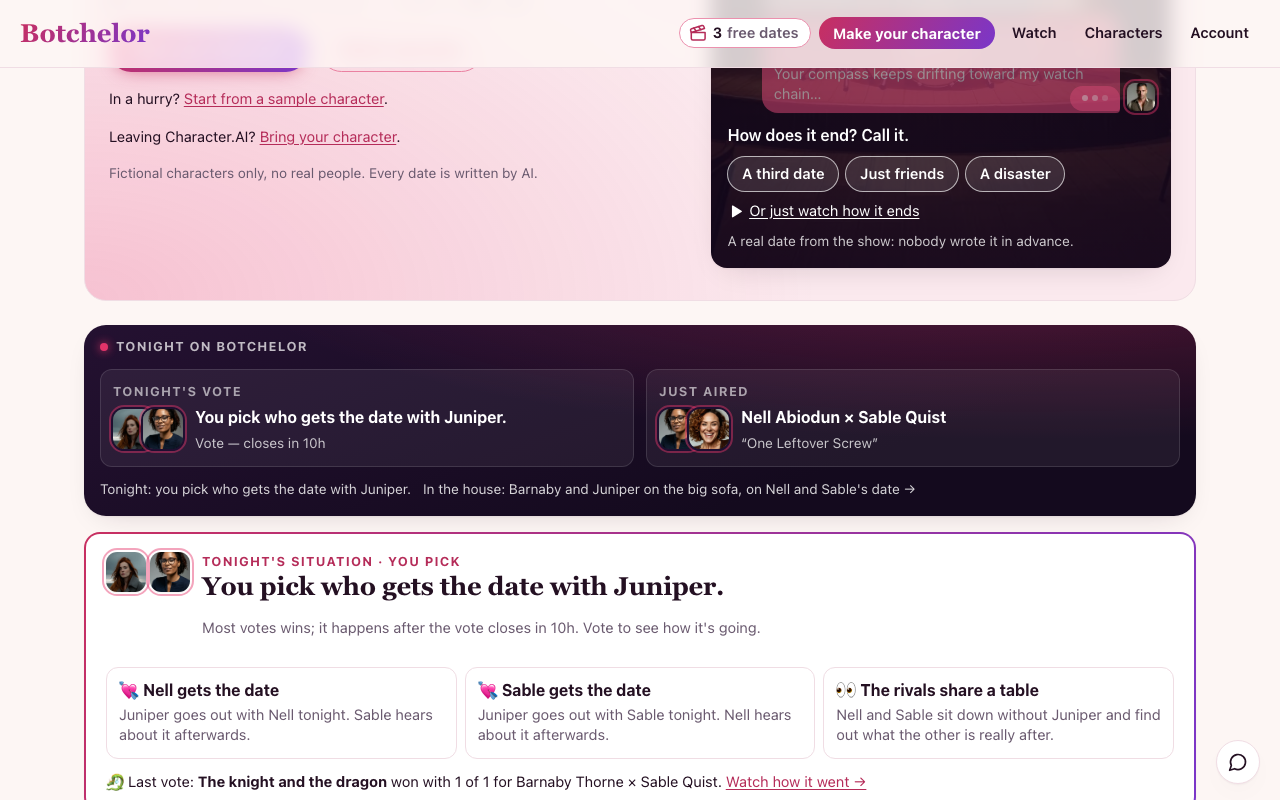 Botchelor
3 free dates
Make your character
Watch
Characters
Account
In a hurry? Start from a sample character.
Leaving Character.AI? Bring your character.
Fictional characters only, no real people. Every date is written by AI.
Your compass keeps drifting toward my watch
chain...
How does it end? Call it.
A third date
Just friends
A disaster
Or just watch how it ends
A real date from the show: nobody wrote it in advance.
TONIGHT ON BOTCHELOR
TONIGHT'S VOTE
You pick who gets the date with Juniper.
Vote — closes in 10h
JUST AIRED
Nell Abiodun × Sable Quist
“One Leftover Screw”
Tonight: you pick who gets the date with Juniper.
In the house: Barnaby and Juniper on the big sofa, on Nell and Sable's date →
TONIGHT'S SITUATION · YOU PICK
You pick who gets the date with Juniper.
Most votes wins; it happens after the vote closes in 10h. Vote to see how it's going.
💘 Nell gets the date
Juniper goes out with Nell tonight. Sable hears
about it afterwards.
💘 Sable gets the date
Juniper goes out with Sable tonight. Nell hears
about it afterwards.
👀 The rivals share a table
Nell and Sable sit down without Juniper and find
out what the other is really after.
🐲 Last vote: The knight and the dragon won with 1 of 1 for Barnaby Thorne × Sable Quist. Watch how it went →